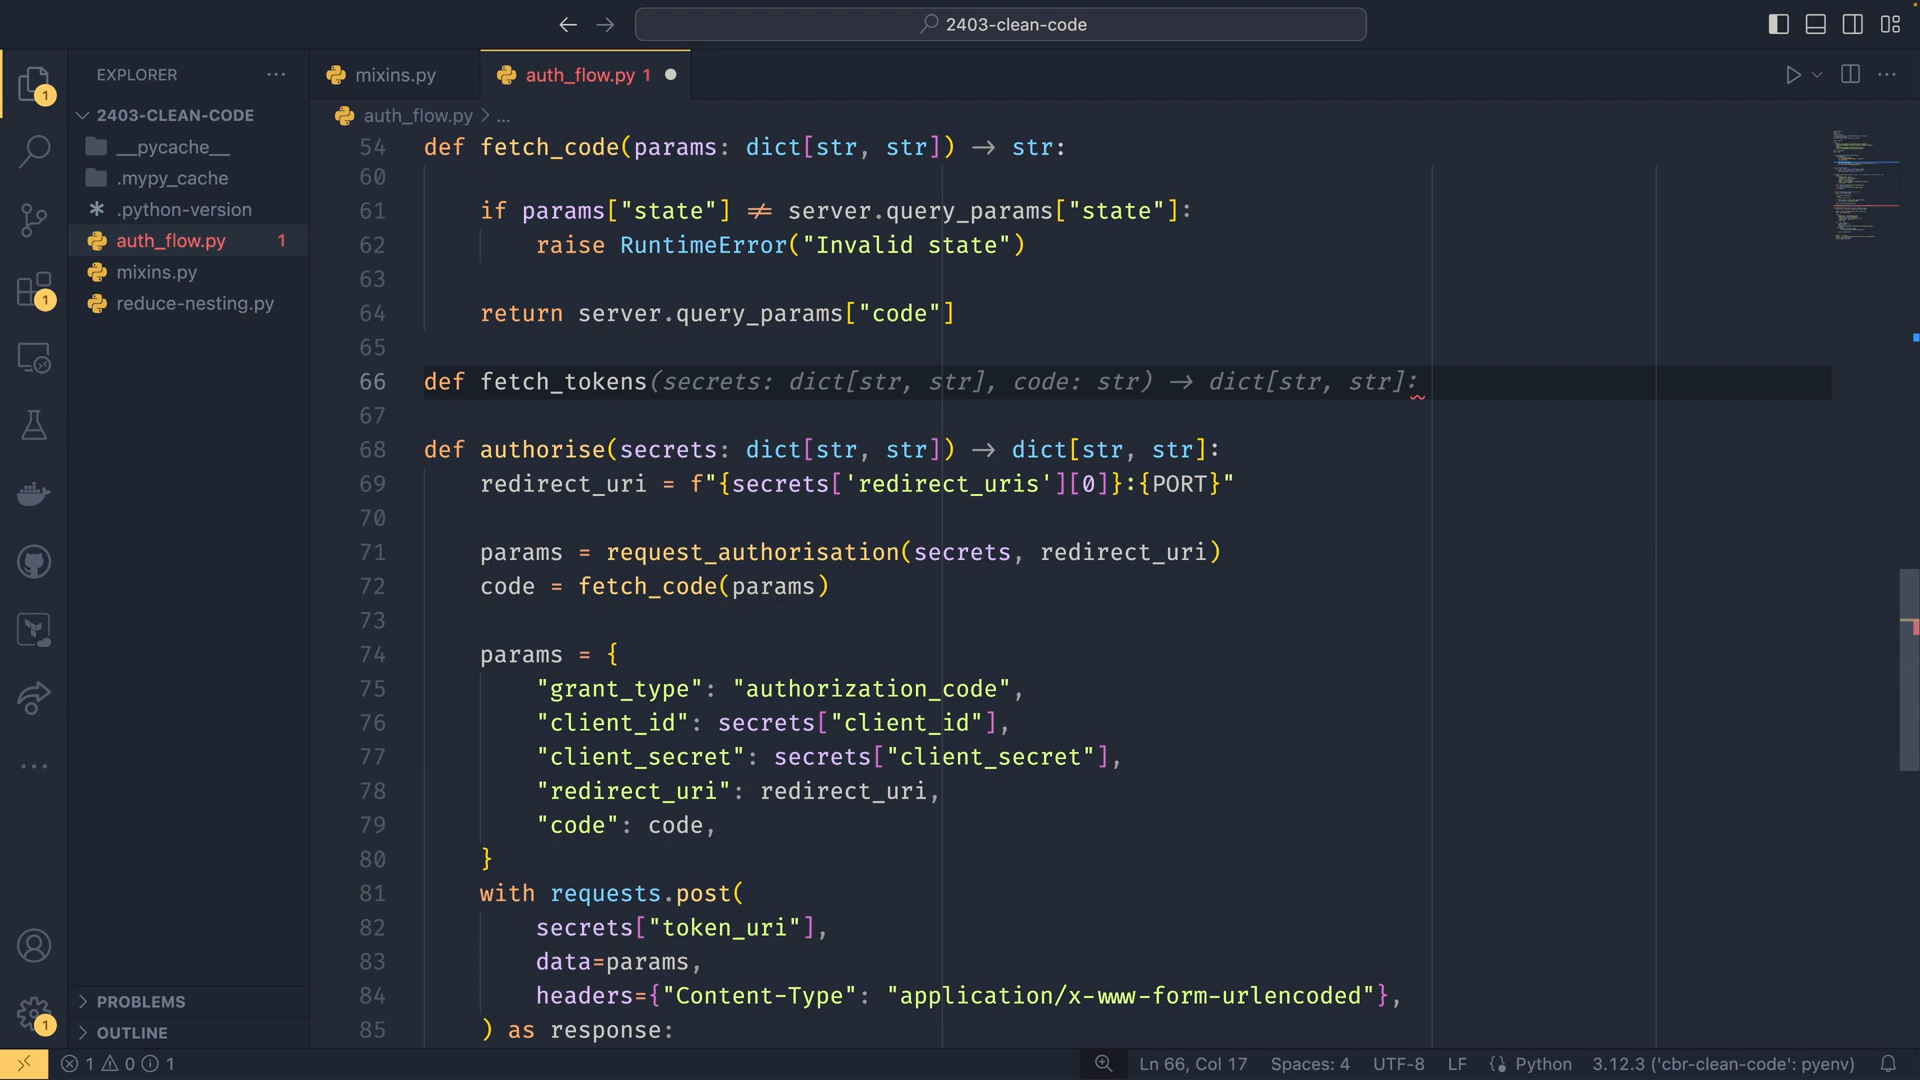 2403-clean-code
EXPLORER
mixins.py
auth_flow.py 1
2403-CLEAN-CODE
__pycache__
.mypy_cache
.python-version
auth_flow.py 1
mixins.py
reduce-nesting.py
auth_flow.py > ...
54 def fetch_code(params: dict[str, str]) -> str:
60
61 if params["state"] != server.query_params["state"]:
62 raise RuntimeError("Invalid state")
63
64 return server.query_params["code"]
65
66 def fetch_tokens(secrets: dict[str, str], code: str) -> dict[str, str]:
67
68 def authorise(secrets: dict[str, str]) -> dict[str, str]:
69 redirect_uri = f"{secrets['redirect_uris'][0]}:{PORT}"
70
71 params = request_authorisation(secrets, redirect_uri)
72 code = fetch_code(params)
73
74 params = {
75 "grant_type": "authorization_code",
76 "client_id": secrets["client_id"],
77 "client_secret": secrets["client_secret"],
78 "redirect_uri": redirect_uri,
79 "code": code,
80 }
81 with requests.post(
82 secrets["token_uri"],
83 data=params,
84 headers={"Content-Type": "application/x-www-form-urlencoded"},
85 ) as response:
1
1
1
PROBLEMS
OUTLINE
1 0 1
Ln 66, Col 17
Spaces: 4
UTF-8
LF
Python
3.12.3 ('cbr-clean-code': pyenv)